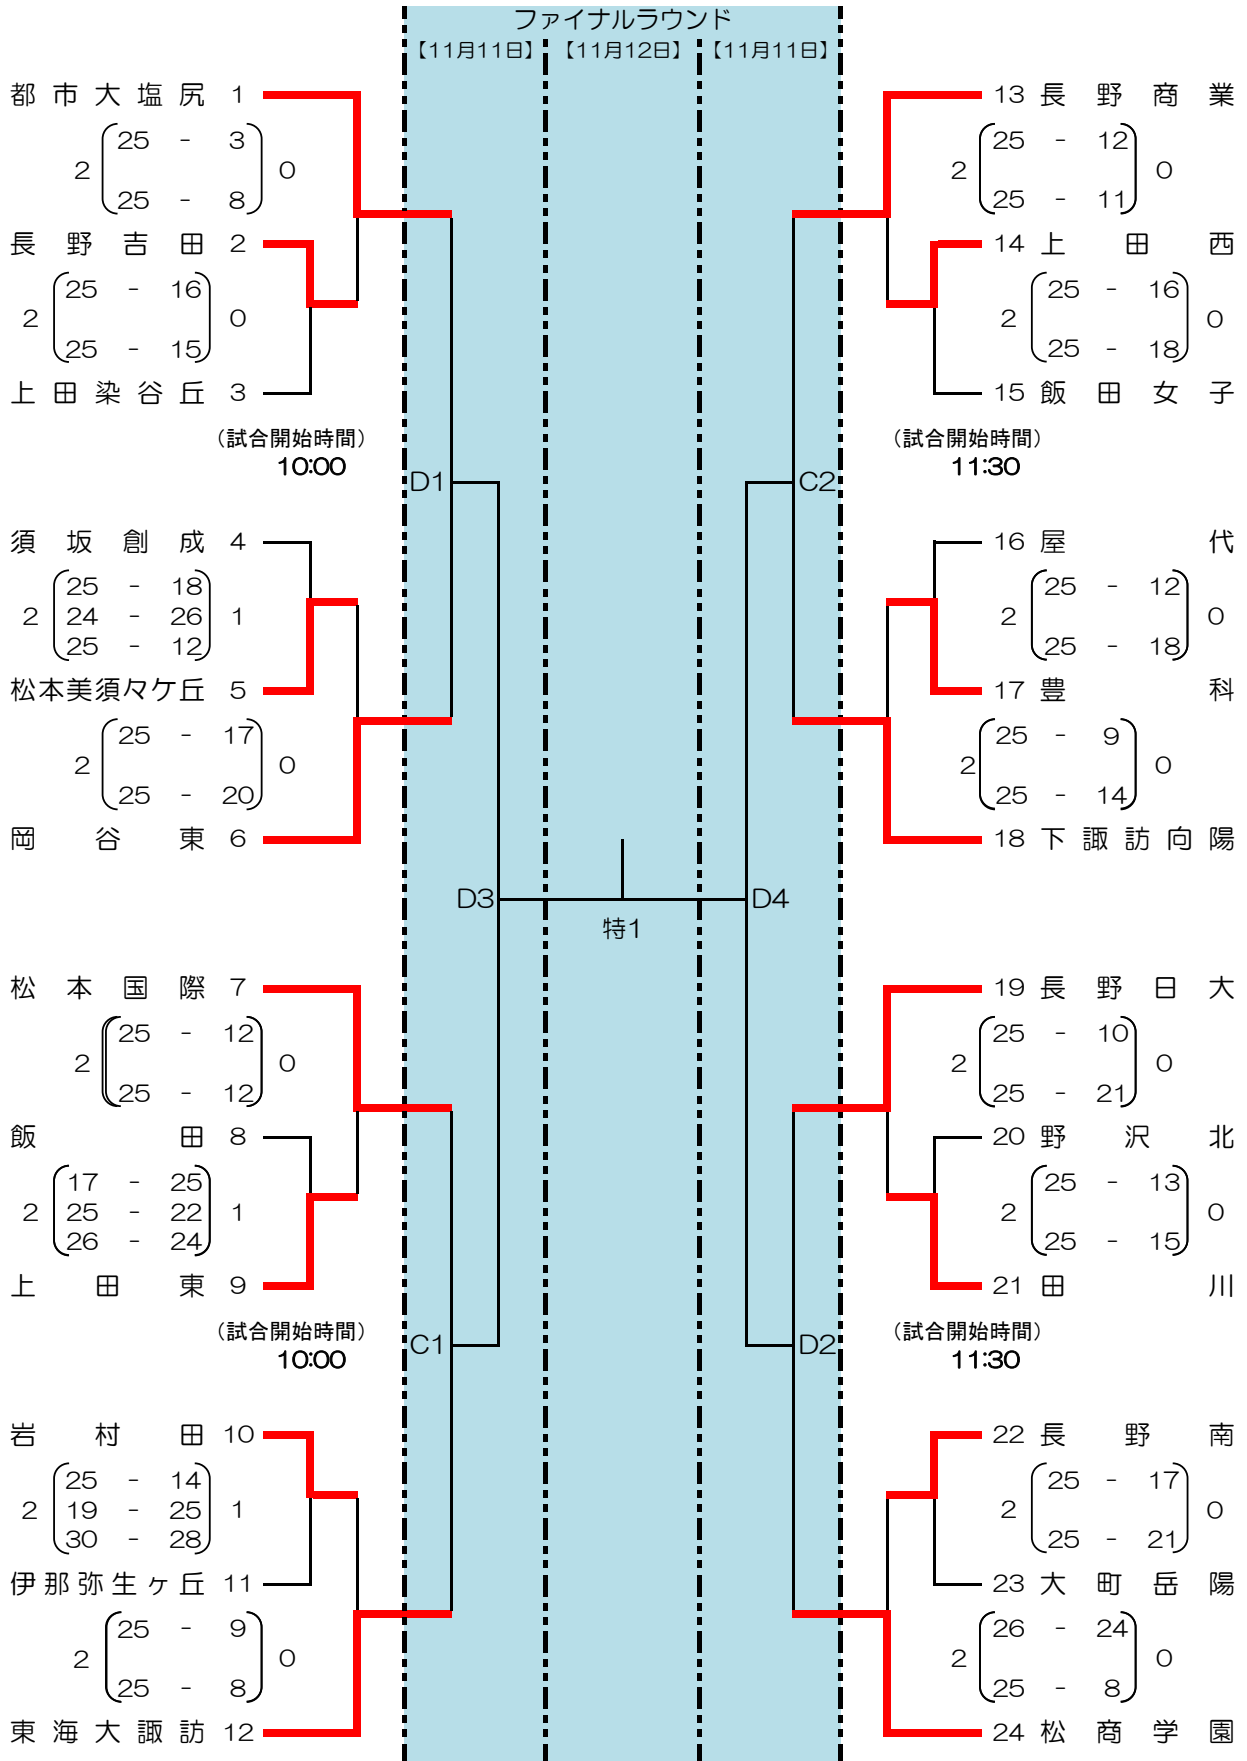 ファイナルラウンド
【11月11日】 【11月12日】 【11月11日】
都市大塩尻 1
25 - 3
2 0
25 - 8
長野吉田 2
25 - 16
2 0
25 - 15
上田染谷丘 3
(試合開始時間)
10:00
D1
須坂創成 4
25 - 18
2 24 - 26 1
25 - 12
松本美須々ケ丘 5
25 - 17
2 0
25 - 20
岡谷東 6
D3
松本国際 7
25 - 12
2 0
25 - 12
飯田 8
17 - 25
2 25 - 22 1
26 - 24
上田東 9
(試合開始時間)
10:00
C1
岩村田 10
25 - 14
2 19 - 25 1
30 - 28
伊那弥生ヶ丘 11
25 - 9
2 0
25 - 8
東海大諏訪 12
特1
13 長野商業
25 - 12
2 0
25 - 11
14 上田西
25 - 16
2 0
25 - 18
15 飯田女子
(試合開始時間)
11:30
C2
16 屋代
25 - 12
2 0
25 - 18
17 豊科
25 - 9
2 0
25 - 14
18 下諏訪向陽
D4
19 長野日大
25 - 10
2 0
25 - 21
20 野沢北
25 - 13
2 0
25 - 15
21 田川
(試合開始時間)
11:30
D2
22 長野南
25 - 17
2 0
25 - 21
23 大町岳陽
26 - 24
2 0
25 - 8
24 松商学園